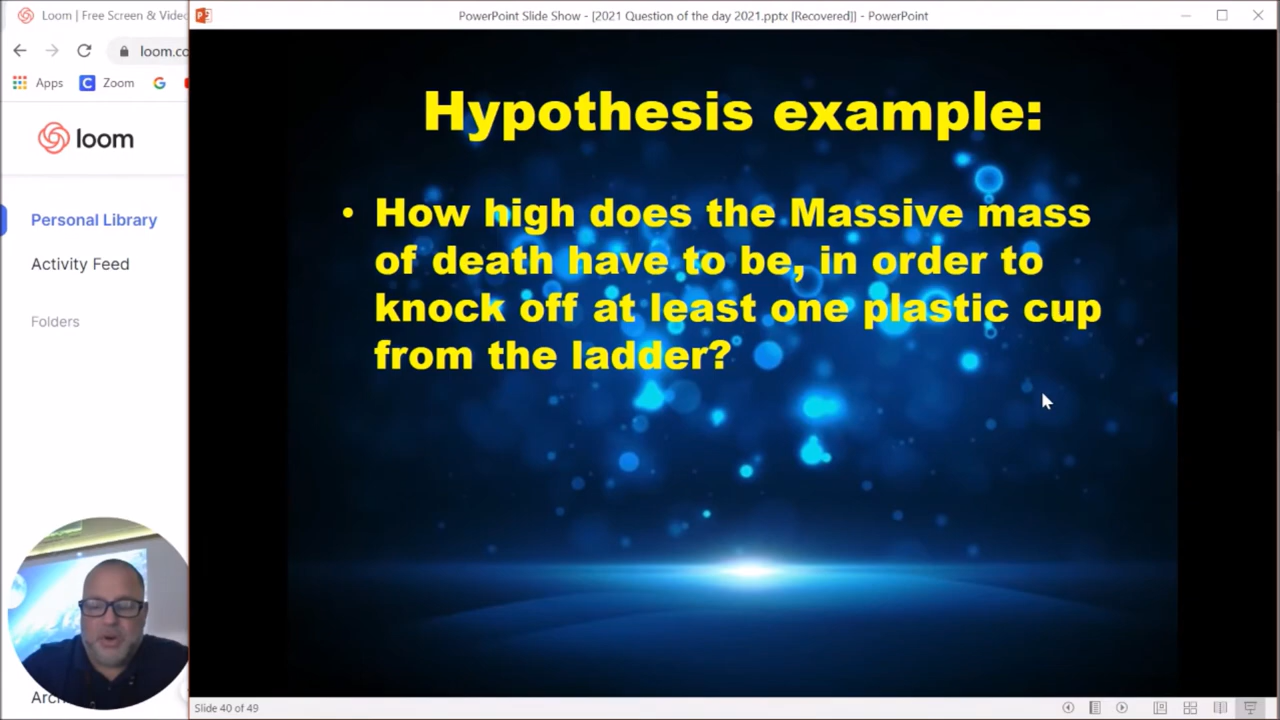 Loom | Free Screen & Vide
PowerPoint Slide Show - [2021 Question of the day 2021.pptx [Recovered]] - PowerPoint
loom.co
Apps
Zoom
loom
Personal Library
Activity Feed
Folders
Hypothesis example:
• How high does the Massive mass
of death have to be, in order to
knock off at least one plastic cup
from the ladder?
Slide 40 of 49